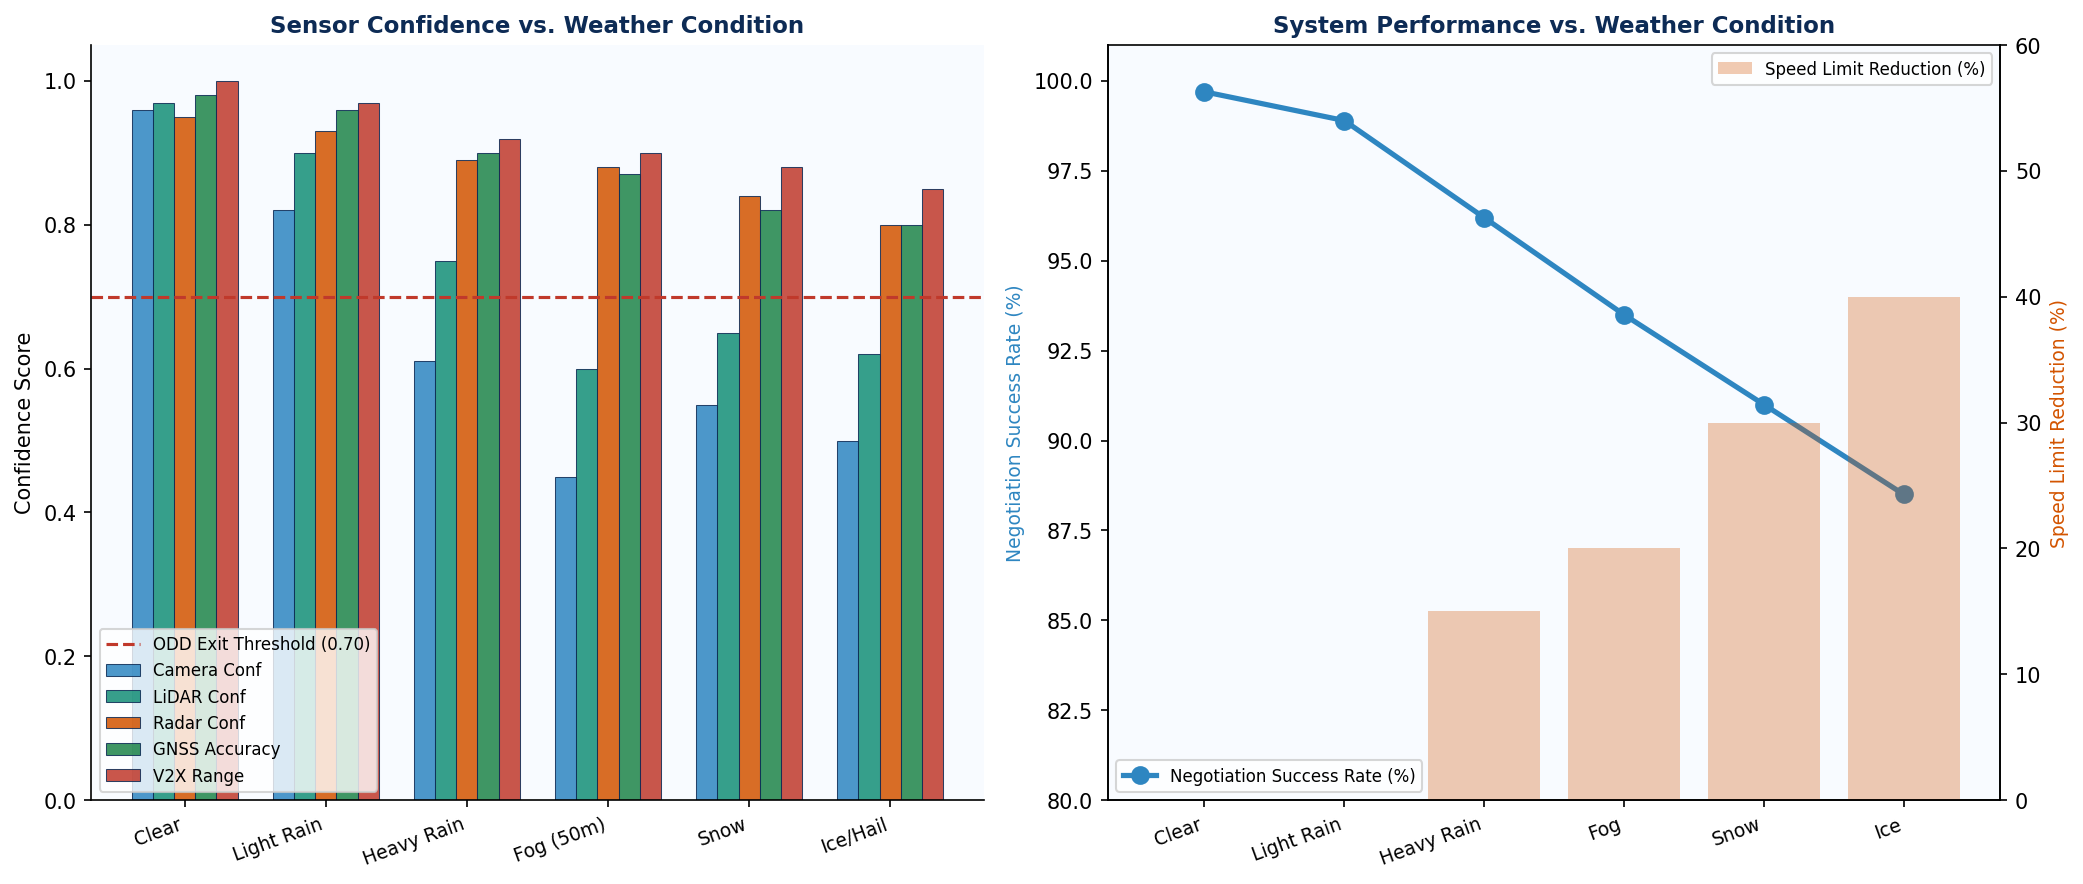 Sensor Confidence vs. Weather Condition
Confidence Score
1.0
0.8
0.6
0.4
0.2
0.0
ODD Exit Threshold (0.70)
Camera Conf
LiDAR Conf
Radar Conf
GNSS Accuracy
V2X Range
Clear
Light Rain
Heavy Rain
Fog (50m)
Snow
Ice/Hail
System Performance vs. Weather Condition
Negotiation Success Rate (%)
100.0
97.5
95.0
92.5
90.0
87.5
85.0
82.5
80.0
Speed Limit Reduction (%)
Negotiation Success Rate (%)
Clear
Light Rain
Heavy Rain
Fog
Snow
Ice
60
50
40
30
20
10
0
Speed Limit Reduction (%)